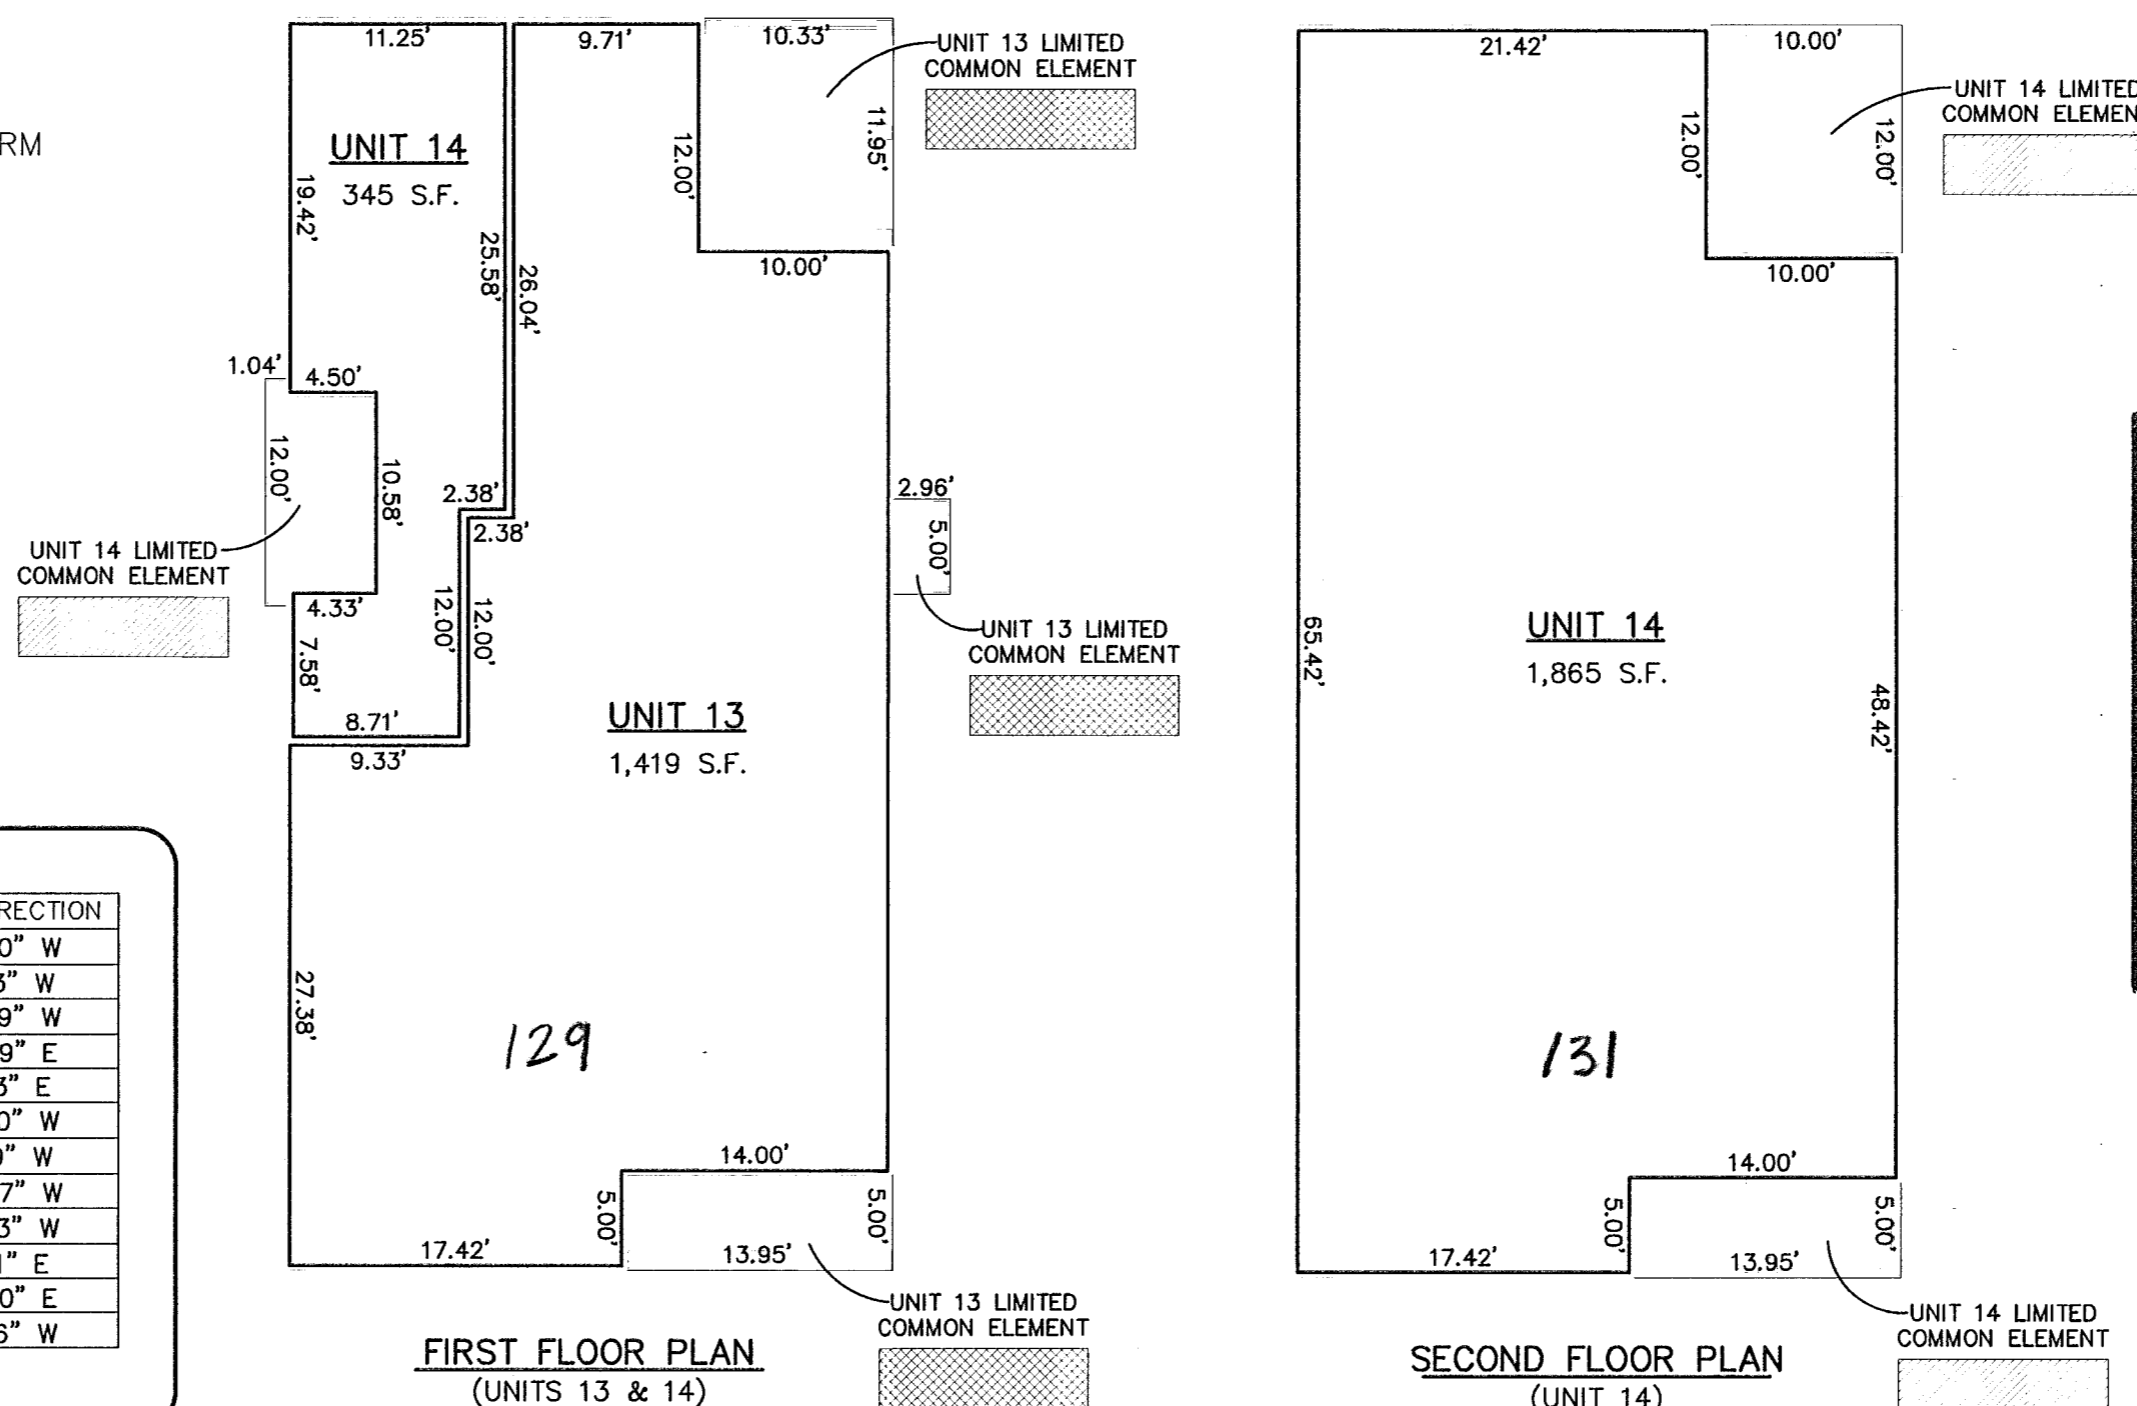 RM
11.25'
9.71'
10.33'
UNIT 13 LIMITED
COMMON ELEMENT
UNIT 14
345 S.F.
19.42'
25.58'
26.04'
12.00'
11.95'
10.00'
1.04'
4.50'
12.00'
10.58'
2.38'
2.38'
2.96'
5.00'
UNIT 14 LIMITED
COMMON ELEMENT
4.33'
7.58'
12.00'
12.00'
8.71'
9.33'
UNIT 13 LIMITED
COMMON ELEMENT
UNIT 13
1,419 S.F.
27.38'
129
14.00'
5.00'
5.00'
17.42'
13.95'
UNIT 13 LIMITED
COMMON ELEMENT
FIRST FLOOR PLAN
(UNITS 13 & 14)
RECTION
0" W
3" W
9" W
9" E
3" E
0" W
" W
7" W
3" W
1" E
0" E
6" W
21.42'
10.00'
12.00'
12.00'
UNIT 14 LIMITED
COMMON ELEMEN
10.00'
65.42'
UNIT 14
1,865 S.F.
48.42'
131
14.00'
5.00'
5.00'
17.42'
13.95'
UNIT 14 LIMITED
COMMON ELEMENT
SECOND FLOOR PLAN
(UNIT 14)